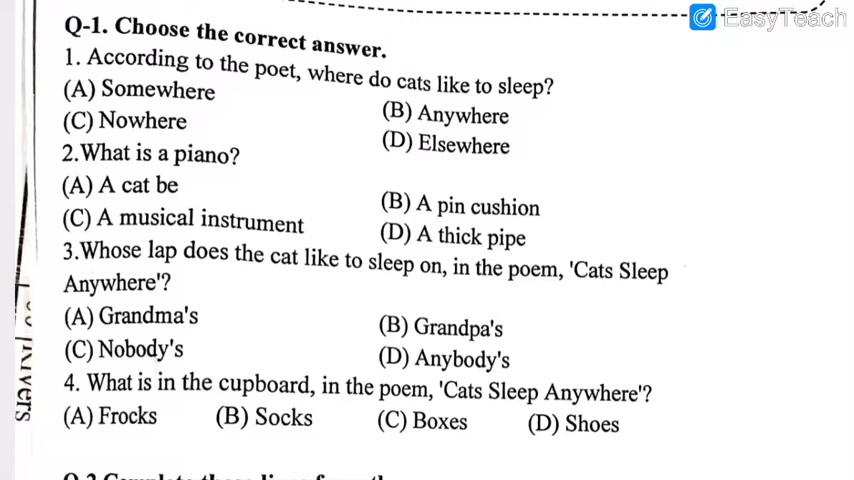 EasyTeach
Q-1. Choose the correct answer.
1. According to the poet, where do cats like to sleep?
(A) Somewhere
(B) Anywhere
(C) Nowhere
(D) Elsewhere
2.What is a piano?
(A) A cat be
(B) A pin cushion
(C) A musical instrument
(D) A thick pipe
3.Whose lap does the cat like to sleep on, in the poem, 'Cats Sleep
Anywhere'?
(A) Grandma's
(B) Grandpa's
(C) Nobody's
(D) Anybody's
4. What is in the cupboard, in the poem, 'Cats Sleep Anywhere'?
(A) Frocks (B) Socks (C) Boxes (D) Shoes